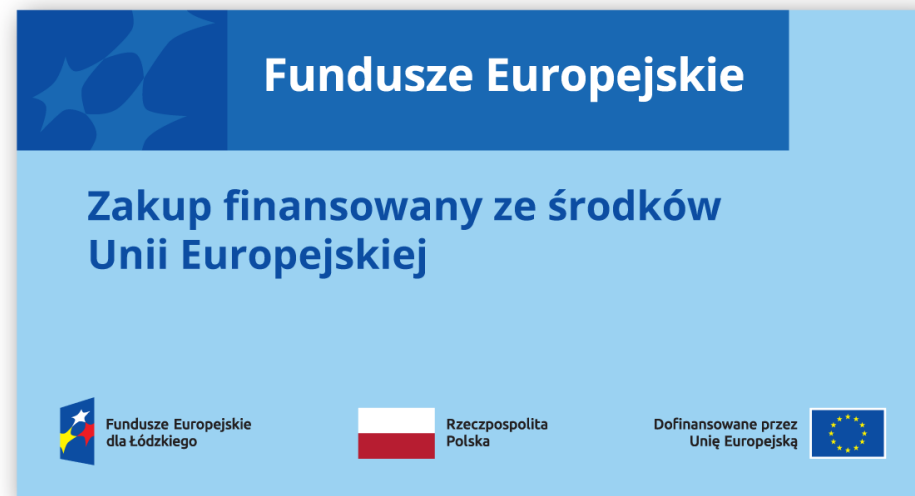 Fundusze Europejskie
Zakup finansowany ze środków
Unii Europejskiej
Fundusze Europejskie
dla Łódzkiego
Rzeczpospolita
Polska
Dofinansowane przez
Unię Europejską